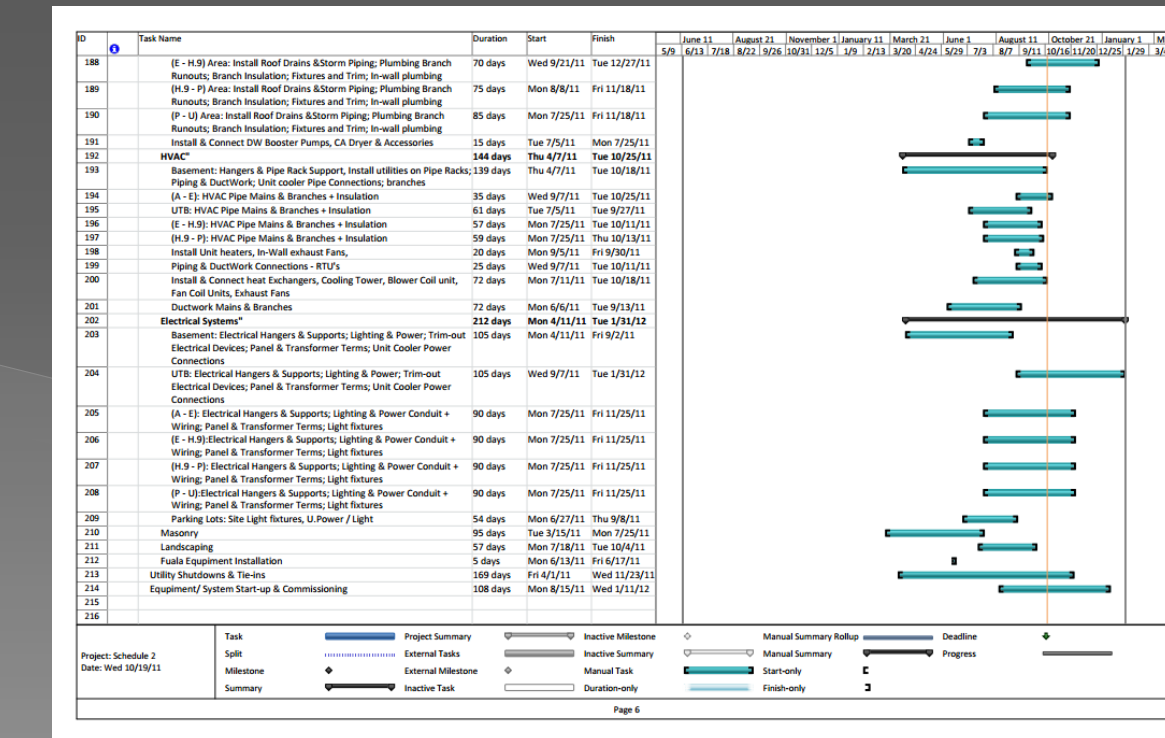 ID Task Name Duration Start Finish
June 11 August 21 November 1 January 11 March 21 June 1 August 11 October 21 January 1 M
5/9 6/13 7/18 8/22 9/26 10/31 12/5 1/9 2/13 3/20 4/24 5/29 7/3 8/7 9/11 10/16 11/20 12/25 1/29 3/4
188 (E - H.9) Area: Install Roof Drains &Storm Piping; Plumbing Branch 70 days Wed 9/21/11 Tue 12/27/11
Runouts; Branch Insulation; Fixtures and Trim; In-wall plumbing
189 (H.9 - P) Area: Install Roof Drains &Storm Piping; Plumbing Branch 75 days Mon 8/8/11 Fri 11/18/11
Runouts; Branch Insulation; Fixtures and Trim; In-wall plumbing
190 (P - U) Area: Install Roof Drains &Storm Piping; Plumbing Branch 85 days Mon 7/25/11 Fri 11/18/11
Runouts; Branch Insulation; Fixtures and Trim; In-wall plumbing
191 Install & Connect DW Booster Pumps, CA Dryer & Accessories 15 days Tue 7/5/11 Mon 7/25/11
192 HVAC" 144 days Thu 4/7/11 Tue 10/25/11
193 Basement: Hangers & Pipe Rack Support, Install utilities on Pipe Racks; 139 days Thu 4/7/11 Tue 10/18/11
Piping & DuctWork; Unit cooler Pipe Connections; branches
194 (A - E): HVAC Pipe Mains & Branches + Insulation 35 days Wed 9/7/11 Tue 10/25/11
195 UTB: HVAC Pipe Mains & Branches + Insulation 61 days Tue 7/5/11 Tue 9/27/11
196 (E - H.9): HVAC Pipe Mains & Branches + Insulation 57 days Mon 7/25/11 Tue 10/11/11
197 (H.9 - P): HVAC Pipe Mains & Branches + Insulation 59 days Mon 7/25/11 Thu 10/13/11
198 Install Unit heaters, In-Wall exhaust Fans, 20 days Mon 9/5/11 Fri 9/30/11
199 Piping & DuctWork Connections - RTU's 25 days Wed 9/7/11 Tue 10/11/11
200 Install & Connect heat Exchangers, Cooling Tower, Blower Coil unit, 72 days Mon 7/11/11 Tue 10/18/11
Fan Coil Units, Exhaust Fans
201 Ductwork Mains & Branches 72 days Mon 6/6/11 Tue 9/13/11
202 Electrical Systems" 212 days Mon 4/11/11 Tue 1/31/12
203 Basement: Electrical Hangers & Supports; Lighting & Power; Trim-out 105 days Mon 4/11/11 Fri 9/2/11
Electrical Devices; Panel & Transformer Terms; Unit Cooler Power
Connections
204 UTB: Electrical Hangers & Supports; Lighting & Power; Trim-out 105 days Wed 9/7/11 Tue 1/31/12
Electrical Devices; Panel & Transformer Terms; Unit Cooler Power
Connections
205 (A - E): Electrical Hangers & Supports; Lighting & Power Conduit + 90 days Mon 7/25/11 Fri 11/25/11
Wiring; Panel & Transformer Terms; Light fixtures
206 (E - H.9):Electrical Hangers & Supports; Lighting & Power Conduit + 90 days Mon 7/25/11 Fri 11/25/11
Wiring; Panel & Transformer Terms; Light fixtures
207 (H.9 - P): Electrical Hangers & Supports; Lighting & Power Conduit + 90 days Mon 7/25/11 Fri 11/25/11
Wiring; Panel & Transformer Terms; Light fixtures
208 (P - U):Electrical Hangers & Supports; Lighting & Power Conduit + 90 days Mon 7/25/11 Fri 11/25/11
Wiring; Panel & Transformer Terms; Light fixtures
209 Parking Lots: Site Light fixtures, U.Power / Light 54 days Mon 6/27/11 Thu 9/8/11
210 Masonry 95 days Tue 3/15/11 Mon 7/25/11
211 Landscaping 57 days Mon 7/18/11 Tue 10/4/11
212 Fuala Equpiment Installation 5 days Mon 6/13/11 Fri 6/17/11
213 Utility Shutdowns & Tie-ins 169 days Fri 4/1/11 Wed 11/23/11
214 Equpiment/ System Start-up & Commissioning 108 days Mon 8/15/11 Wed 1/11/12
215
216
Project: Schedule 2
Date: Wed 10/19/11
Task Project Summary Inactive Milestone Manual Summary Rollup Deadline
Split External Tasks Inactive Summary Manual Summary Progress
Milestone External Milestone Manual Task Start-only
Summary Inactive Task Duration-only Finish-only
Page 6